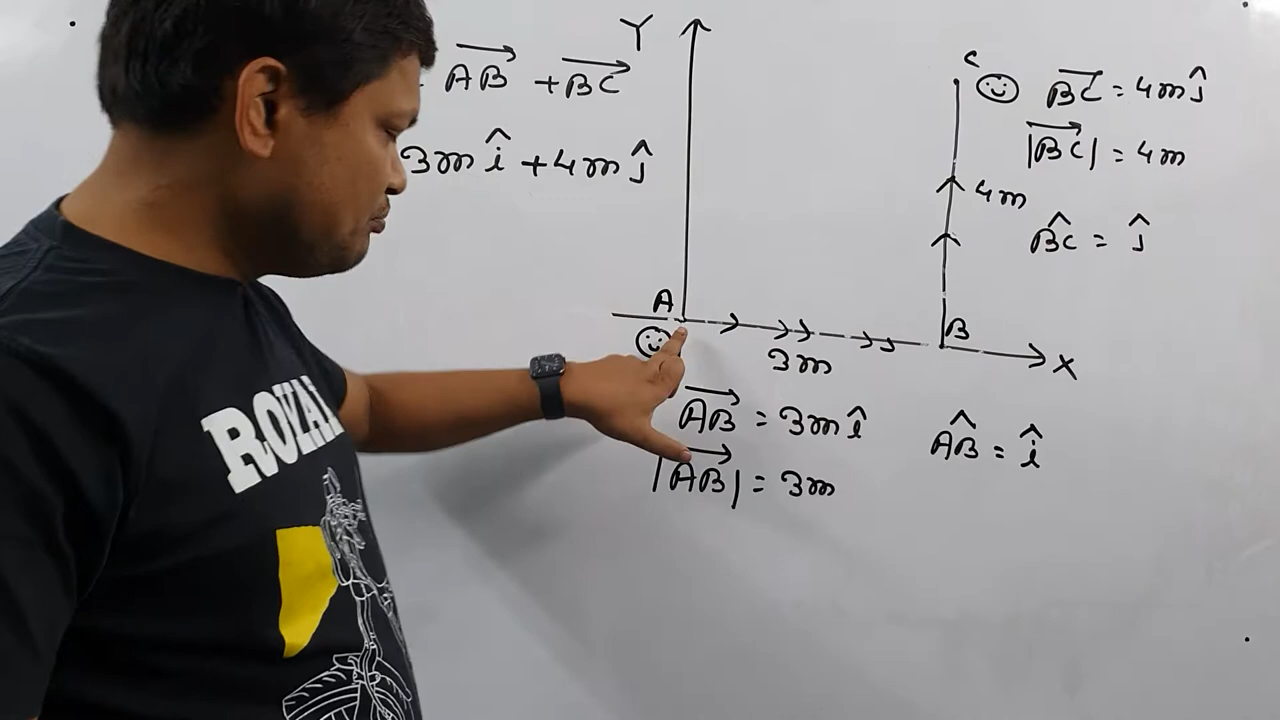 AB + BC
3m î + 4m ĵ
Y
C
BC = 4m ĵ
|BC| = 4m
4m
B̂C = ĵ
A
B
3m
X
AB = 3m î
ÂB = î
|AB| = 3m
ROYAL